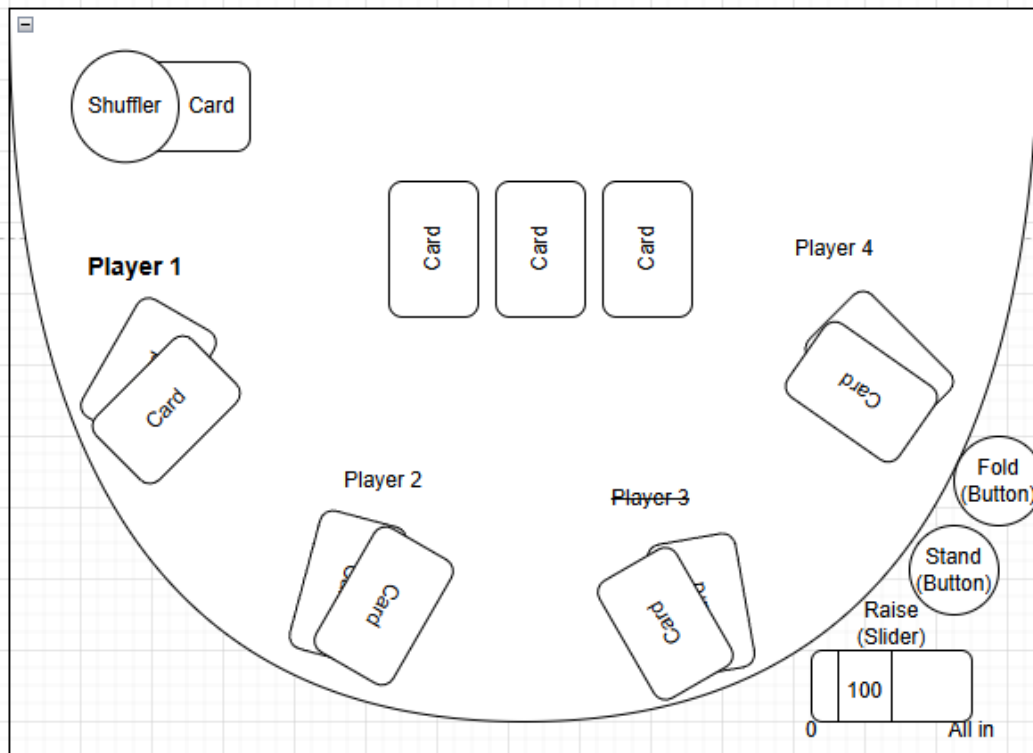 Shuffler
Card
Card
Card
Card
Player 1
Player 4
Card
Card
Player 2
Player 3
Card
Card
Fold
(Button)
Stand
(Button)
Raise
(Slider)
100
0
All in